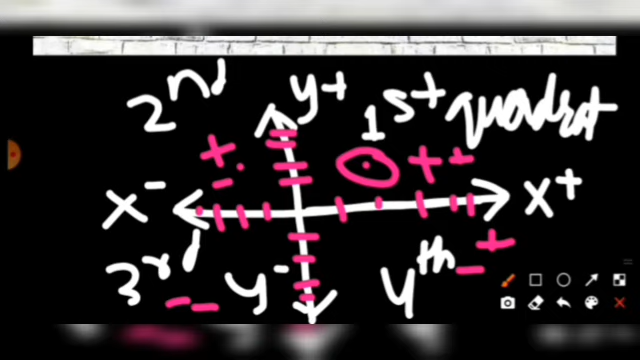 2nd y+ 1st quadrat
+ - + +
x- x+
3rd y- 4th - +
- -